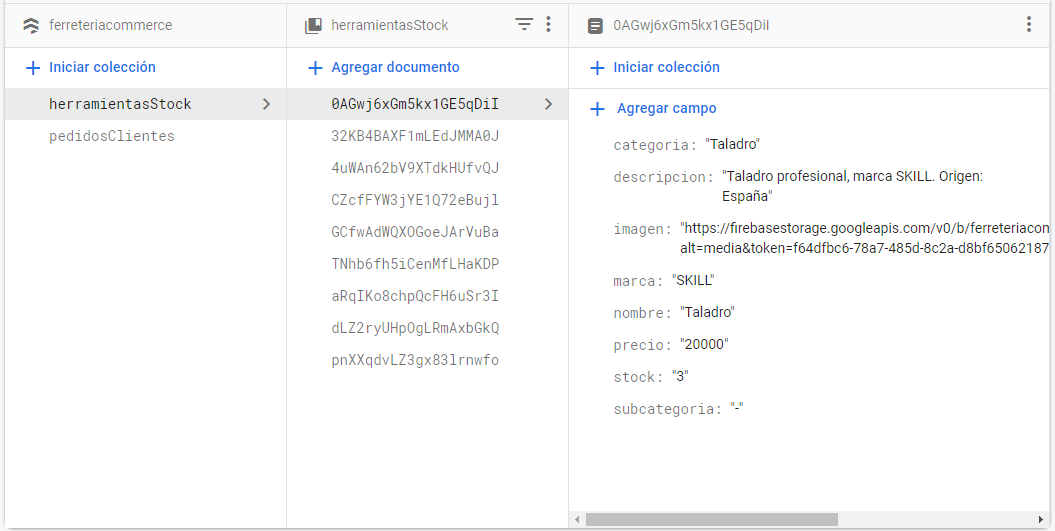 ferreteriacommerce
herramientasStock
0AGwj6xGm5kx1GE5qDiI
Iniciar colección
Agregar documento
Iniciar colección
herramientasStock
pedidosClientes
0AGwj6xGm5kx1GE5qDiI
32KB4BAXF1mLEdJMMA0J
4uWAn62bV9XTdkHUfvQJ
CZcfFYW3jYE1Q72eBujl
GCfwAdWQXOGoeJArVuBa
TNhb6fh5iCenMfLHaKDP
aRqIKo8chpQcFH6uSr3I
dLZ2ryUHpOgLRmAxbGkQ
pnXXqdvLZ3gx83lrnwfo
Agregar campo
categoria: "Taladro"
descripcion: "Taladro profesional, marca SKILL. Origen:
España"
imagen: "https://firebasestorage.googleapis.com/v0/b/ferreteriacom
alt=media&token=f64dfbc6-78a7-485d-8c2a-d8bf65062187
marca: "SKILL"
nombre: "Taladro"
precio: "20000"
stock: "3"
subcategoria: "-"